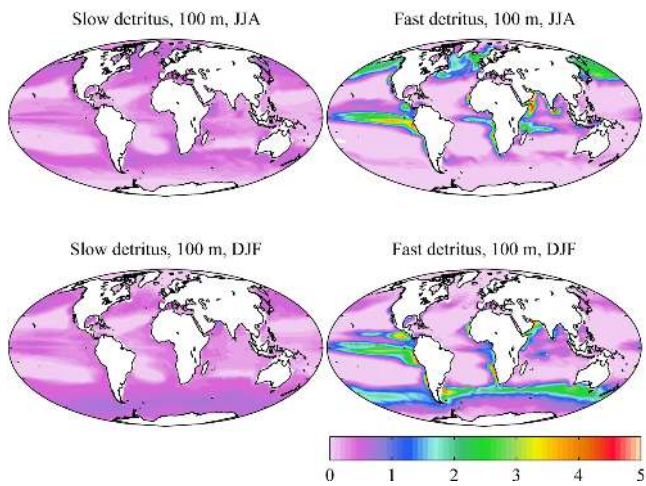 Slow detritus, 100 m, JJA
Fast detritus, 100 m, JJA
Slow detritus, 100 m, DJF
Fast detritus, 100 m, DJF
0 1 2 3 4 5